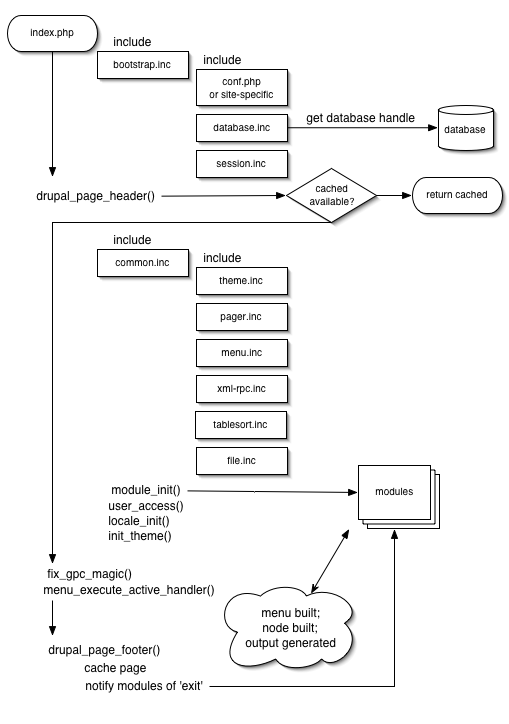 index.php
include
bootstrap.inc
include
conf.php
or site-specific
database.inc
get database handle
database
session.inc
drupal_page_header()
cached
available?
return cached
include
common.inc
include
theme.inc
pager.inc
menu.inc
xml-rpc.inc
tablesort.inc
file.inc
module_init()
user_access()
locale_init()
init_theme()
modules
fix_gpc_magic()
menu_execute_active_handler()
menu built;
node built;
output generated
drupal_page_footer()
cache page
notify modules of 'exit'